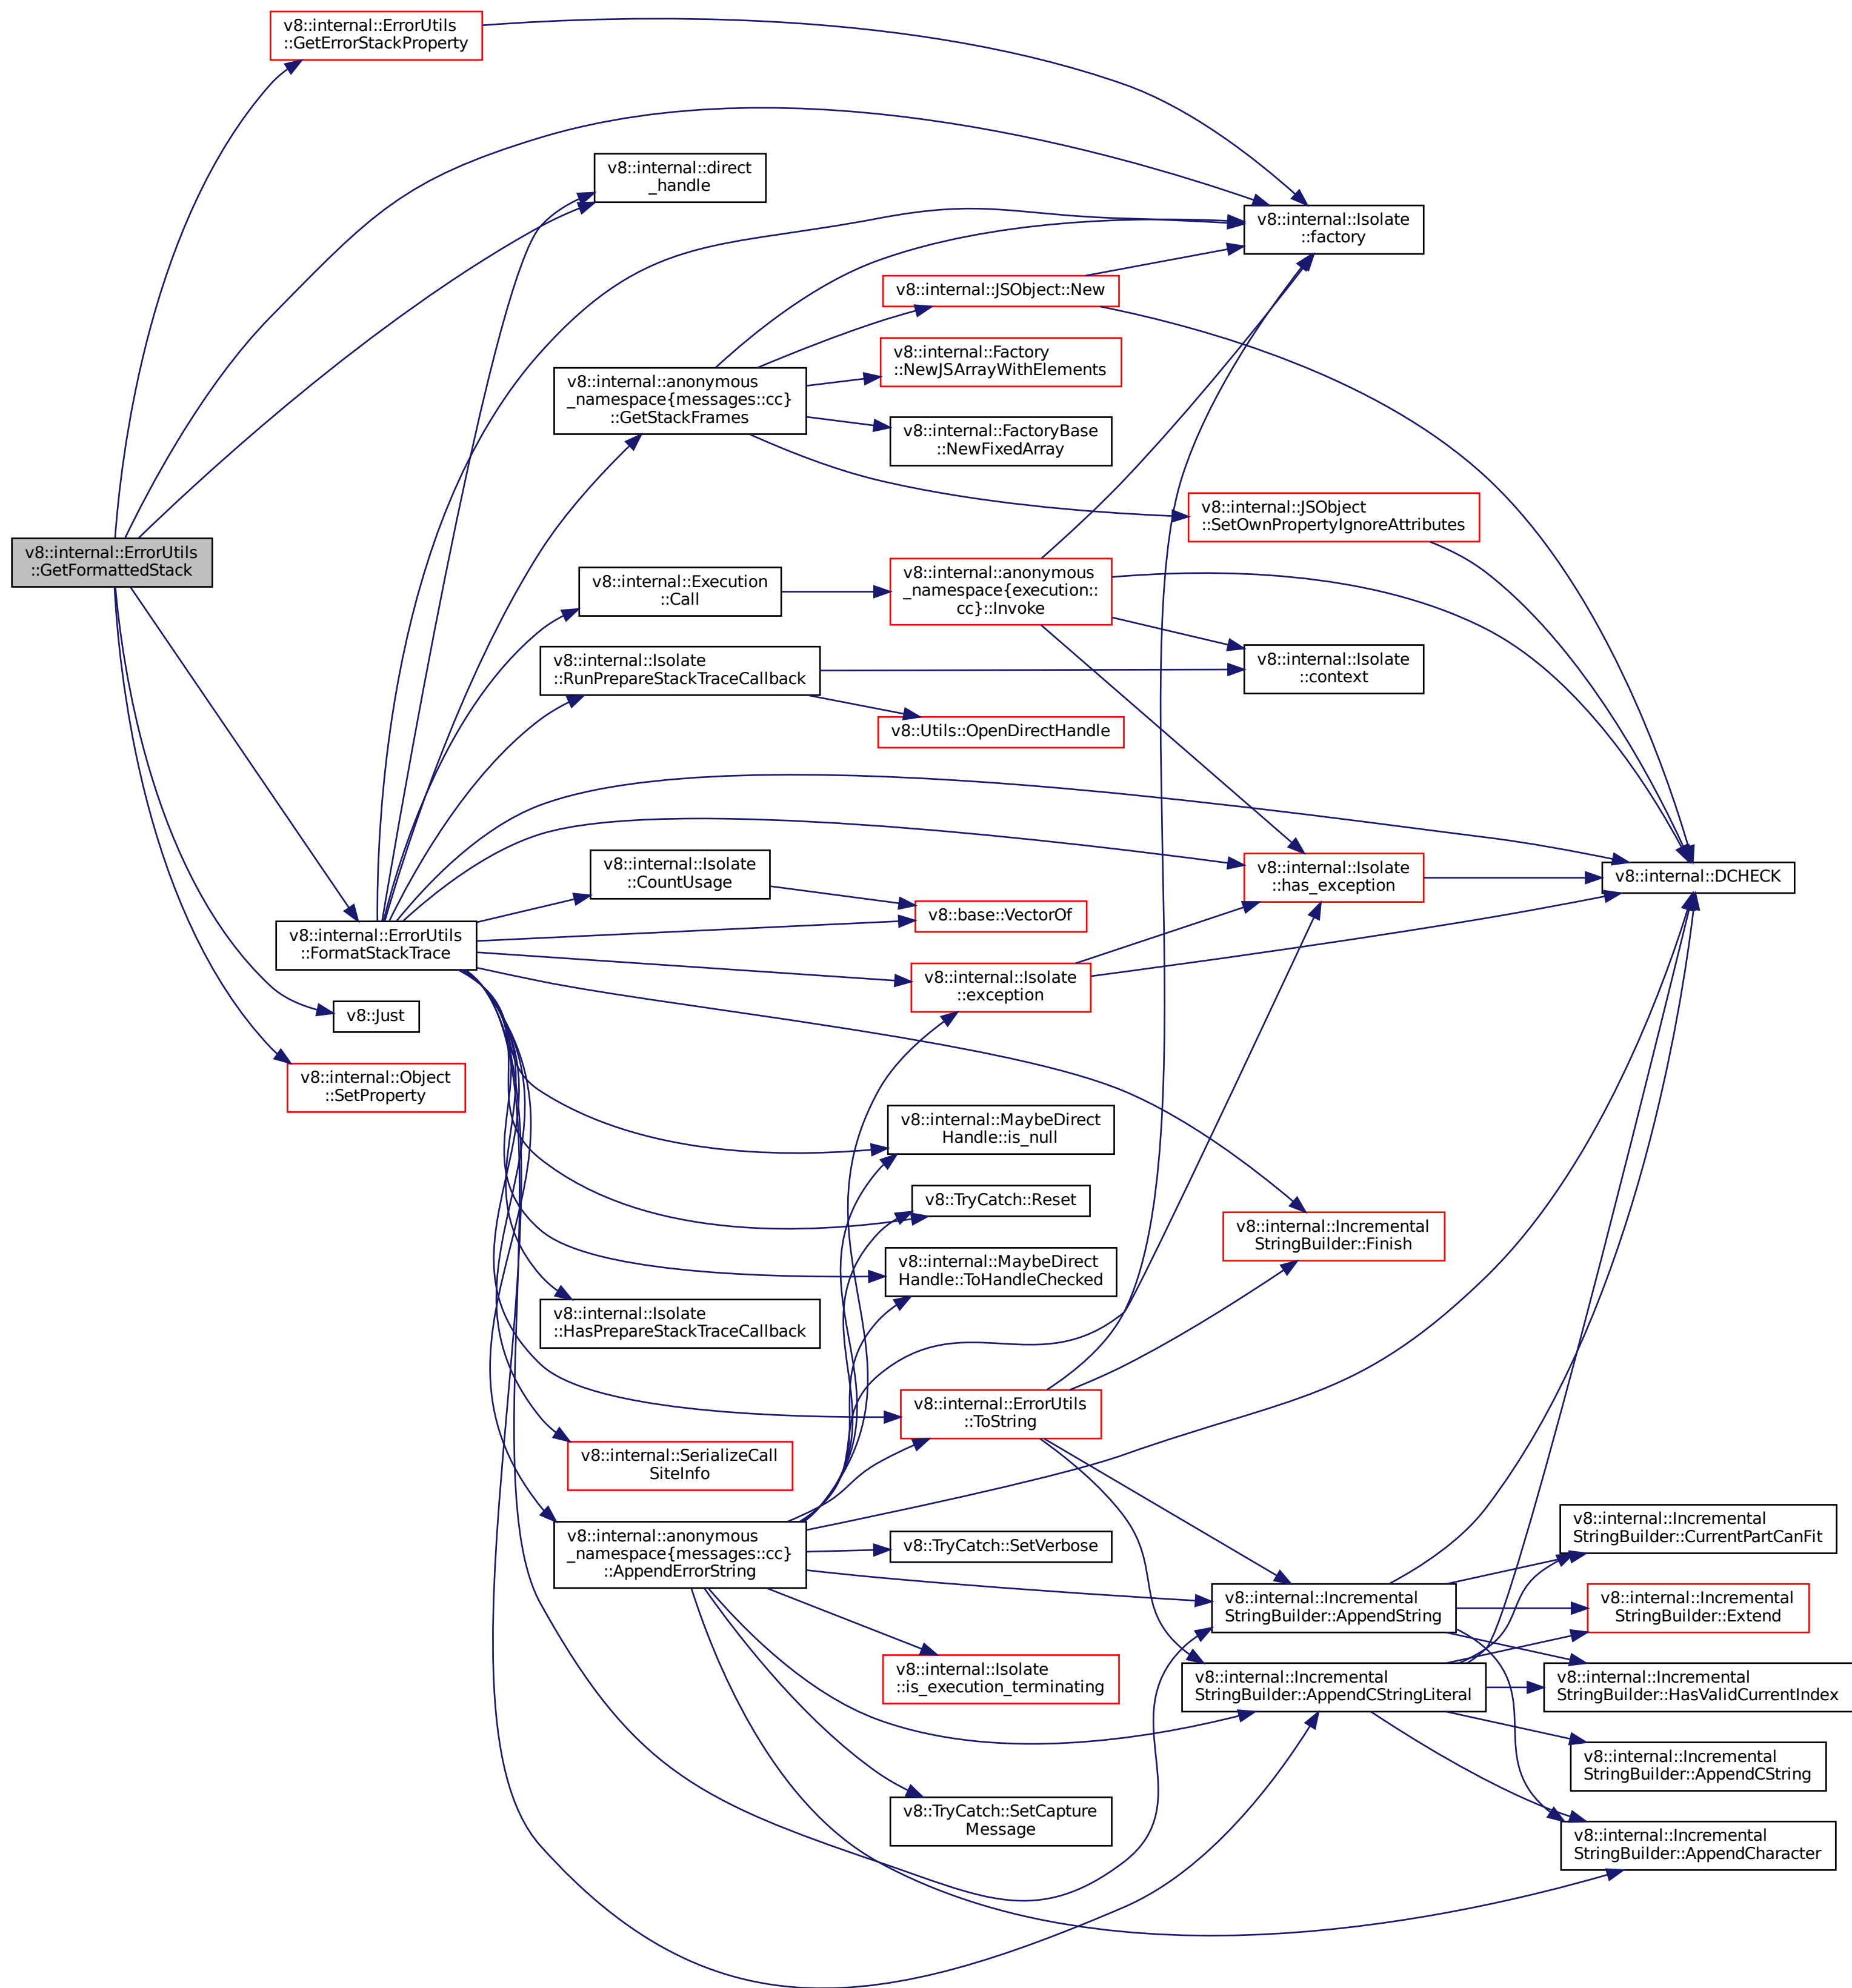 v8::internal::ErrorUtils
::GetErrorStackProperty
v8::internal::direct
_handle
v8::internal::Isolate
::factory
v8::internal::JSObject::New
v8::internal::Factory
::NewJSArrayWithElements
v8::internal::anonymous
_namespace{messages::cc}
::GetStackFrames
v8::internal::FactoryBase
::NewFixedArray
v8::internal::JSObject
::SetOwnPropertyIgnoreAttributes
v8::internal::ErrorUtils
::GetFormattedStack
v8::internal::Execution
::Call
v8::internal::anonymous
_namespace{execution::
cc}::Invoke
v8::internal::Isolate
::RunPrepareStackTraceCallback
v8::internal::Isolate
::context
v8::Utils::OpenDirectHandle
v8::internal::Isolate
::CountUsage
v8::internal::Isolate
::has_exception
v8::internal::DCHECK
v8::base::VectorOf
v8::internal::ErrorUtils
::FormatStackTrace
v8::internal::Isolate
::exception
v8::Just
v8::internal::Object
::SetProperty
v8::internal::MaybeDirect
Handle::is_null
v8::TryCatch::Reset
v8::internal::Incremental
StringBuilder::Finish
v8::internal::MaybeDirect
Handle::ToHandleChecked
v8::internal::Isolate
::HasPrepareStackTraceCallback
v8::internal::ErrorUtils
::ToString
v8::internal::SerializeCall
SiteInfo
v8::internal::anonymous
_namespace{messages::cc}
::AppendErrorString
v8::TryCatch::SetVerbose
v8::internal::Incremental
StringBuilder::CurrentPartCanFit
v8::internal::Incremental
StringBuilder::AppendString
v8::internal::Incremental
StringBuilder::Extend
v8::internal::Isolate
::is_execution_terminating
v8::internal::Incremental
StringBuilder::AppendCStringLiteral
v8::internal::Incremental
StringBuilder::HasValidCurrentIndex
v8::internal::Incremental
StringBuilder::AppendCString
v8::TryCatch::SetCapture
Message
v8::internal::Incremental
StringBuilder::AppendCharacter